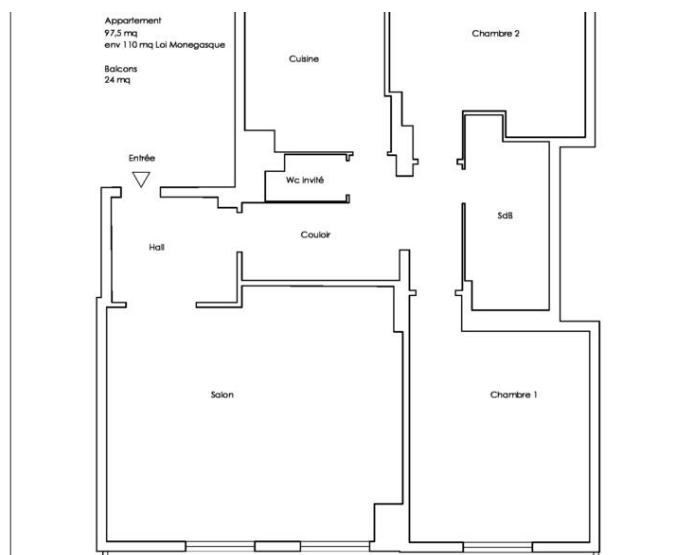 Appartement
97,5 mq
env 110 mq Loi Monegasque
Balcons
24 mq
Cuisine
Chambre 2
Entrée
Wc Invité
SdB
Couloir
Hall
Salon
Chambre 1